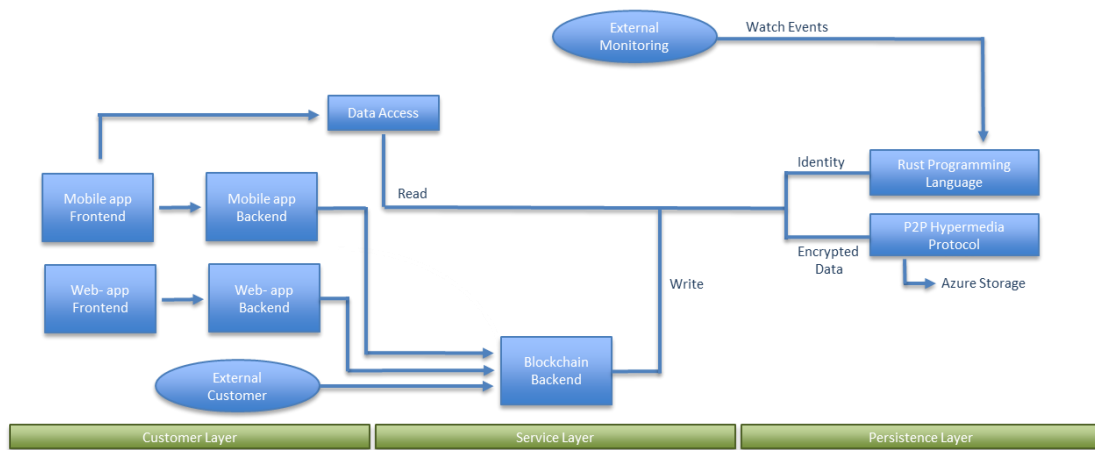 External
Monitoring
Watch Events
Data Access
Identity
Rust Programming
Language
Mobile app
Frontend
Mobile app
Backend
Read
P2P Hypermedia
Protocol
Encrypted
Data
Web- app
Frontend
Web- app
Backend
Write
Azure Storage
Blockchain
Backend
External
Customer
Customer Layer
Service Layer
Persistence Layer